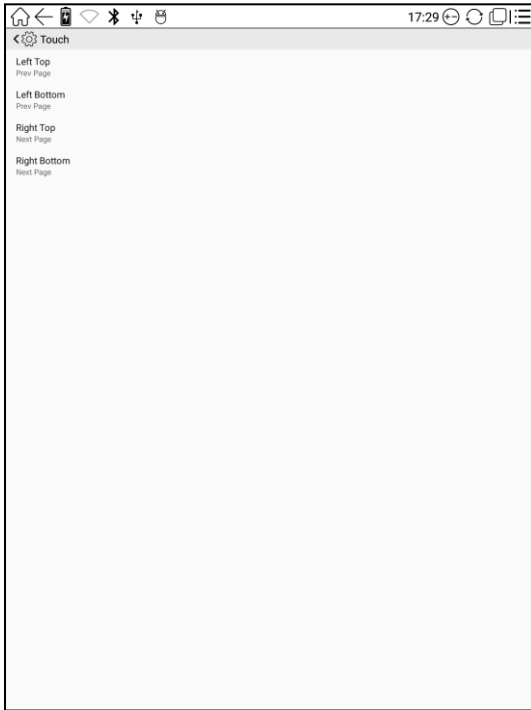 17:29
Touch
Left Top
Prev Page
Left Bottom
Prev Page
Right Top
Next Page
Right Bottom
Next Page